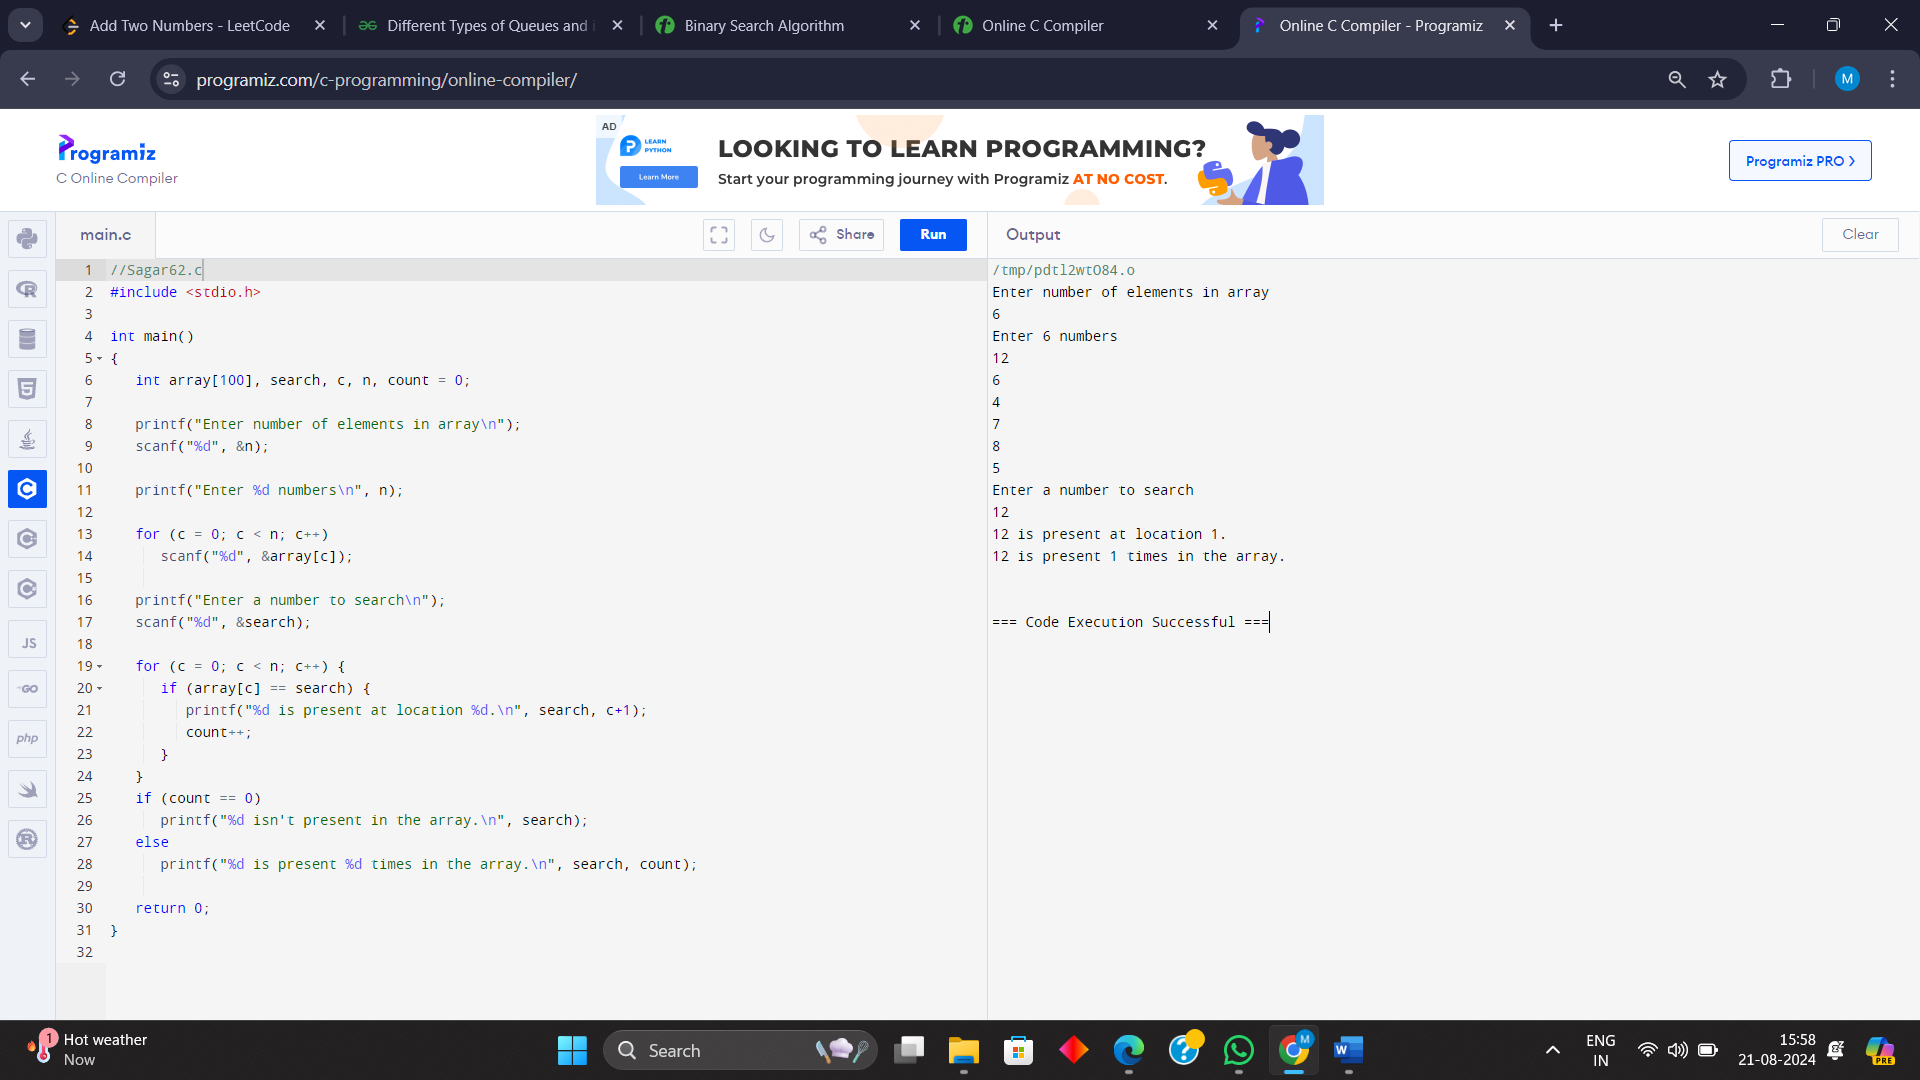 Add Two Numbers - LeetCode
Different Types of Queues and i
Binary Search Algorithm
Online C Compiler
Online C Compiler - Programiz
programiz.com/c-programming/online-compiler/
M
Programiz
C Online Compiler
AD
LEARN
PYTHON
Learn More
LOOKING TO LEARN PROGRAMMING?
Start your programming journey with Programiz AT NO COST.
Programiz PRO
main.c
Share
Run
Output
Clear
1 //Sagar62.c
2 #include <stdio.h>
3
4 int main()
5 {
6 int array[100], search, c, n, count = 0;
7
8 printf("Enter number of elements in array\n");
9 scanf("%d", &n);
10
11 printf("Enter %d numbers\n", n);
12
13 for (c = 0; c < n; c++)
14 scanf("%d", &array[c]);
15
16 printf("Enter a number to search\n");
17 scanf("%d", &search);
18
19 for (c = 0; c < n; c++) {
20 if (array[c] == search) {
21 printf("%d is present at location %d.\n", search, c+1);
22 count++;
23 }
24 }
25 if (count == 0)
26 printf("%d isn't present in the array.\n", search);
27 else
28 printf("%d is present %d times in the array.\n", search, count);
29
30 return 0;
31 }
32
/tmp/pdtl2wtO84.o
Enter number of elements in array
6
Enter 6 numbers
12
6
4
7
8
5
Enter a number to search
12
12 is present at location 1.
12 is present 1 times in the array.
=== Code Execution Successful ===
R
5
JS
GO
php
1
Hot weather
Now
Search
M
W
ENG
IN
15:58
21-08-2024
PRE